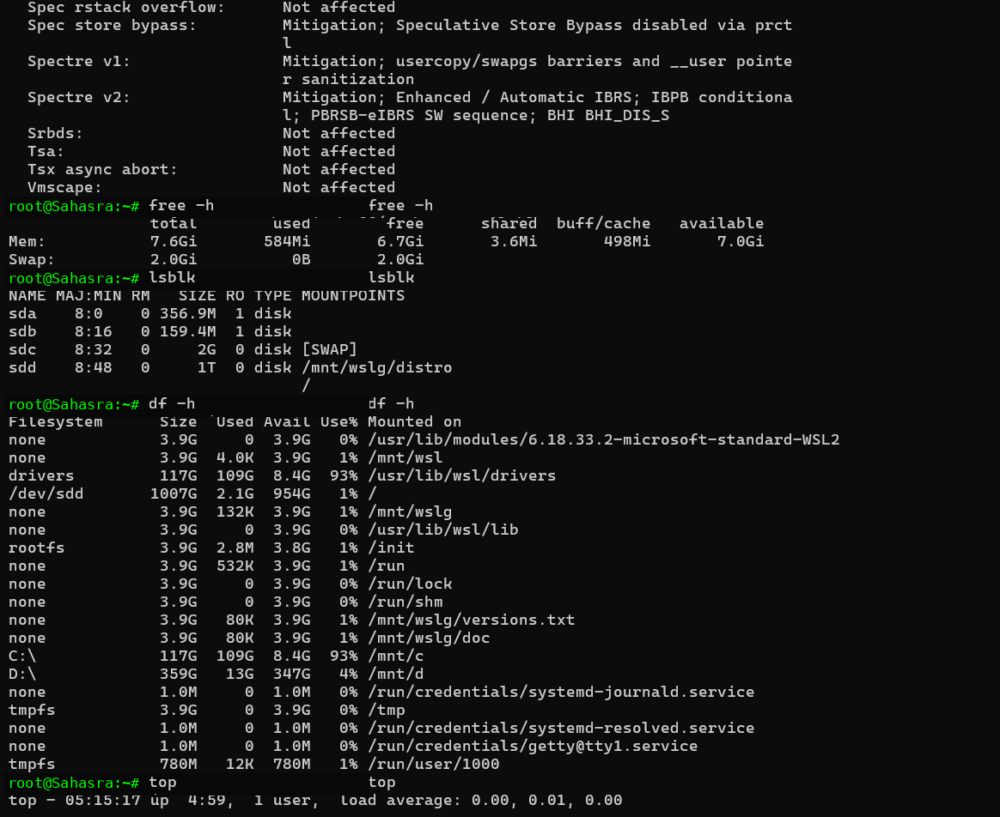 Spec rstack overflow: Not affected
Spec store bypass: Mitigation; Speculative Store Bypass disabled via prct
l
Spectre v1: Mitigation; usercopy/swapgs barriers and __user pointe
r sanitization
Spectre v2: Mitigation; Enhanced / Automatic IBRS; IBPB conditiona
l; PBRSB-eIBRS SW sequence; BHI BHI_DIS_S
Srbds: Not affected
Tsa: Not affected
Tsx async abort: Not affected
Vmscape: Not affected
root@Sahasra:~# free -h free -h
total used free shared buff/cache available
Mem: 7.6Gi 584Mi 6.7Gi 3.6Mi 498Mi 7.0Gi
Swap: 2.0Gi 0B 2.0Gi
root@Sahasra:~# lsblk lsblk
NAME MAJ:MIN RM SIZE RO TYPE MOUNTPOINTS
sda 8:0 0 356.9M 1 disk
sdb 8:16 0 159.4M 1 disk
sdc 8:32 0 2G 0 disk [SWAP]
sdd 8:48 0 1T 0 disk /mnt/wslg/distro
/
root@Sahasra:~# df -h df -h
Filesystem Size Used Avail Use% Mounted on
none 3.9G 0 3.9G 0% /usr/lib/modules/6.18.33.2-microsoft-standard-WSL2
none 3.9G 4.0K 3.9G 1% /mnt/wsl
drivers 117G 109G 8.4G 93% /usr/lib/wsl/drivers
/dev/sdd 1007G 2.1G 954G 1% /
none 3.9G 132K 3.9G 1% /mnt/wslg
none 3.9G 0 3.9G 0% /usr/lib/wsl/lib
rootfs 3.9G 2.8M 3.8G 1% /init
none 3.9G 532K 3.9G 1% /run
none 3.9G 0 3.9G 0% /run/lock
none 3.9G 0 3.9G 0% /run/shm
none 3.9G 80K 3.9G 1% /mnt/wslg/versions.txt
none 3.9G 80K 3.9G 1% /mnt/wslg/doc
C:\ 117G 109G 8.4G 93% /mnt/c
D:\ 359G 13G 347G 4% /mnt/d
none 1.0M 0 1.0M 0% /run/credentials/systemd-journald.service
tmpfs 3.9G 0 3.9G 0% /tmp
none 1.0M 0 1.0M 0% /run/credentials/systemd-resolved.service
none 1.0M 0 1.0M 0% /run/credentials/getty@tty1.service
tmpfs 780M 12K 780M 1% /run/user/1000
root@Sahasra:~# top top
top - 05:15:17 up 4:59, 1 user, load average: 0.00, 0.01, 0.00